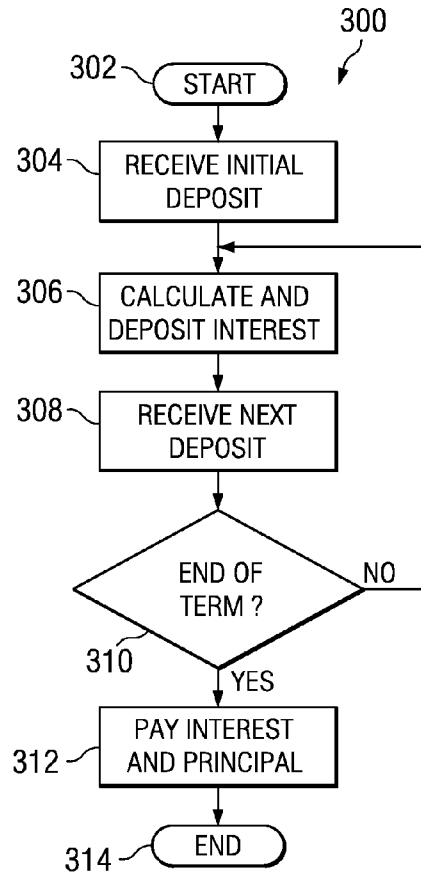 300
302
START
304
RECEIVE INITIAL
DEPOSIT
306
CALCULATE AND
DEPOSIT INTEREST
308
RECEIVE NEXT
DEPOSIT
END OF
TERM ?
NO
310
YES
312
PAY INTEREST
AND PRINCIPAL
314
END